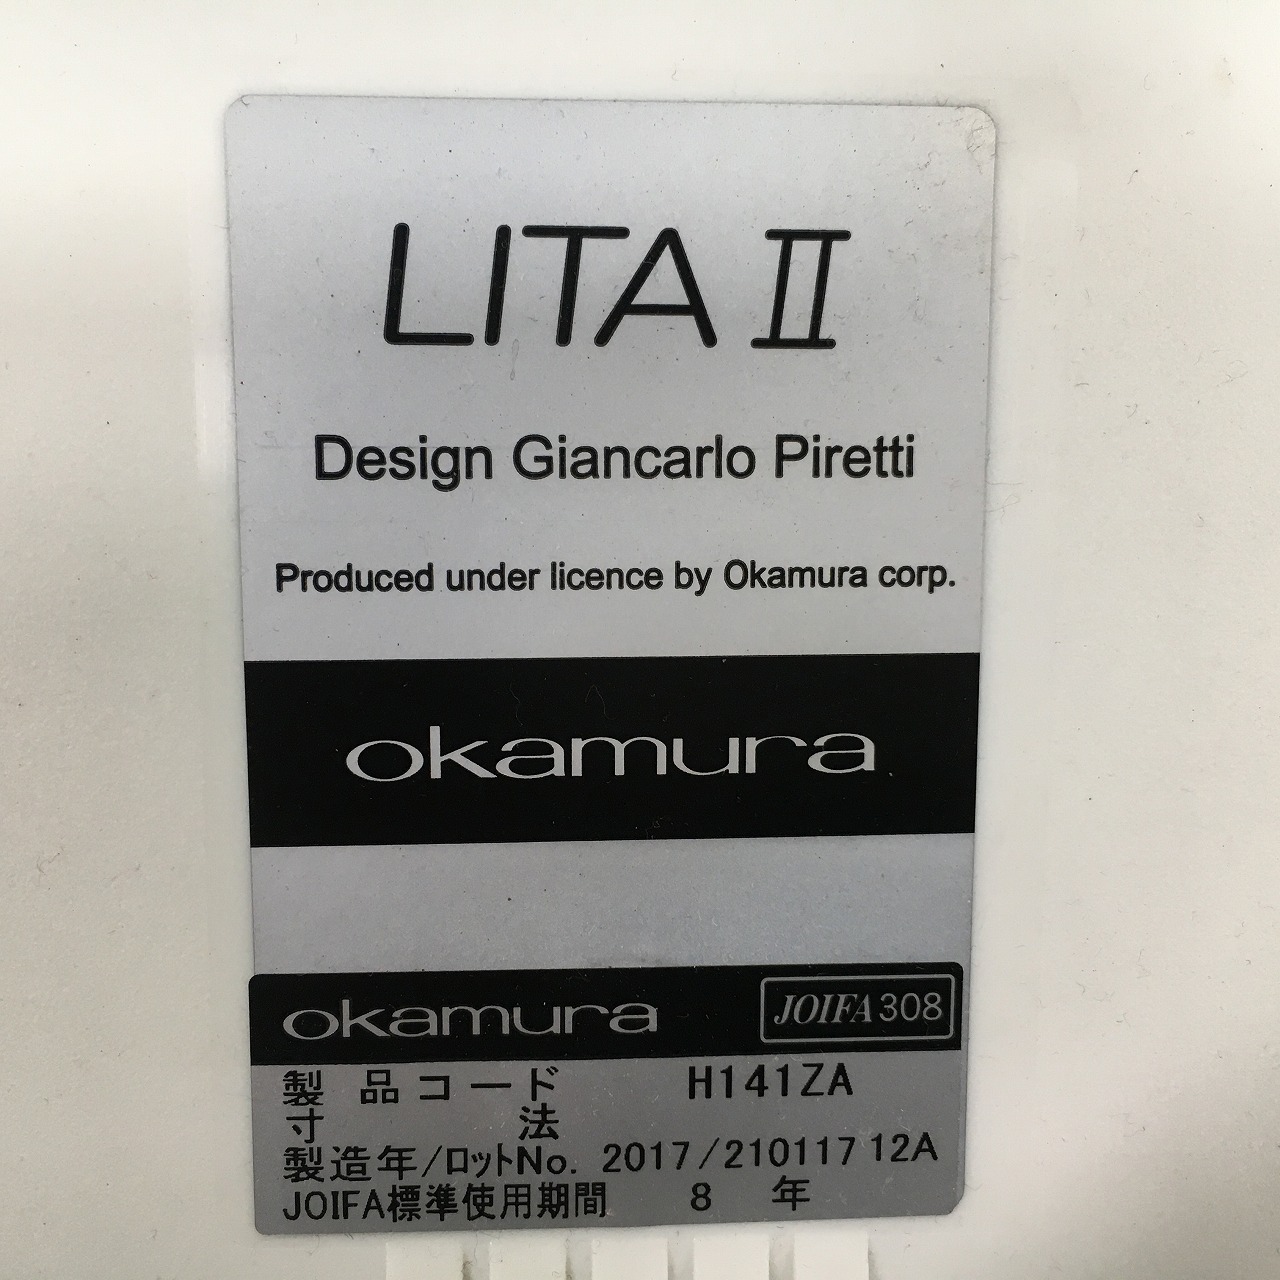 LITA II
Design Giancarlo Piretti
Produced under licence by Okamura corp.
okamura
okamura JOIFA308
製品コード H141ZA
寸法
製造年/ロットNo. 2017/210117 12A
JOIFA標準使用期間 8年